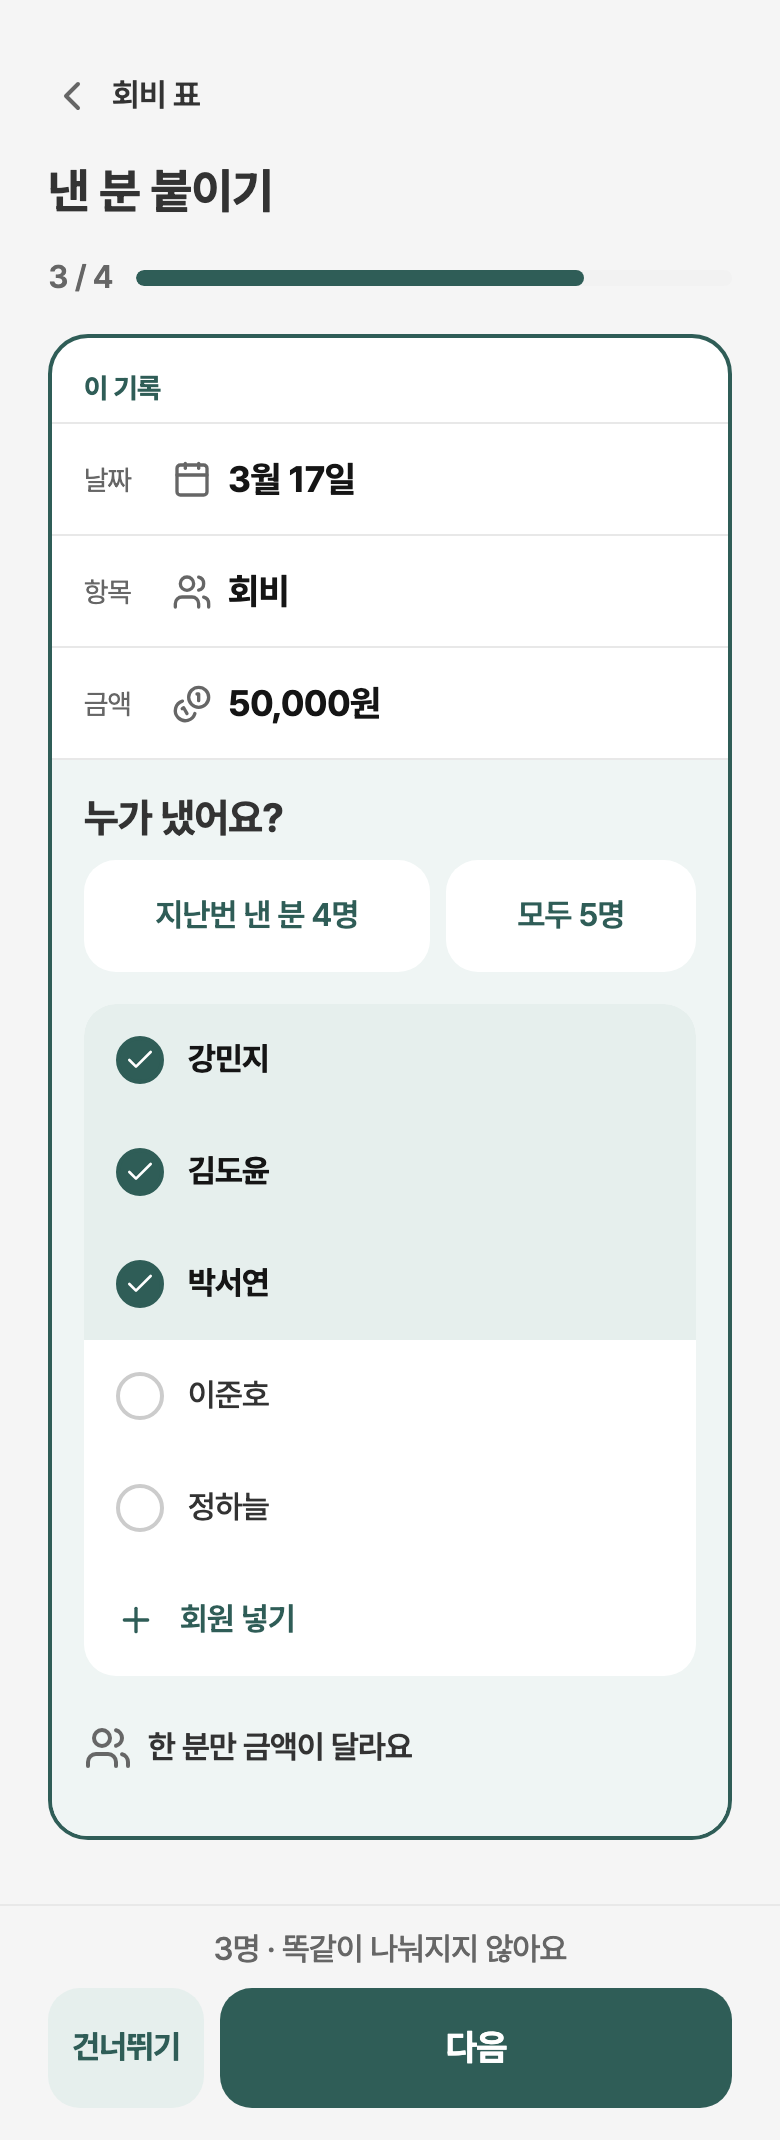 회비 표
낸 분 붙이기
3 / 4
이 기록
날짜 3월 17일
항목 회비
금액 50,000원
누가 냈어요?
지난번 낸 분 4명 모두 5명
강민지
김도윤
박서연
이준호
정하늘
+ 회원 넣기
한 분만 금액이 달라요
3명 · 똑같이 나눠지지 않아요
건너뛰기 다음